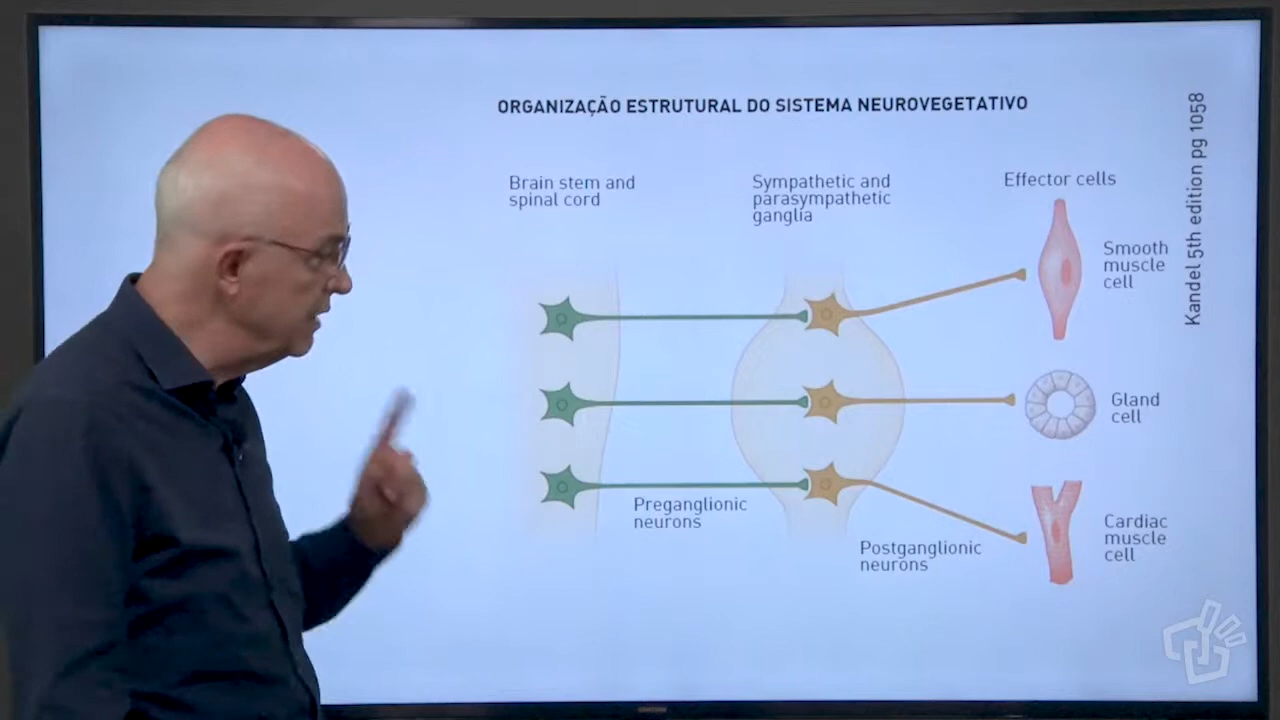 ORGANIZAÇÃO ESTRUTURAL DO SISTEMA NEUROVEGETATIVO
Kandel 5th edition pg 1058
Brain stem and
spinal cord
Sympathetic and
parasympathetic
ganglia
Effector cells
Smooth
muscle
cell
Gland
cell
Preganglionic
neurons
Postganglionic
neurons
Cardiac
muscle
cell